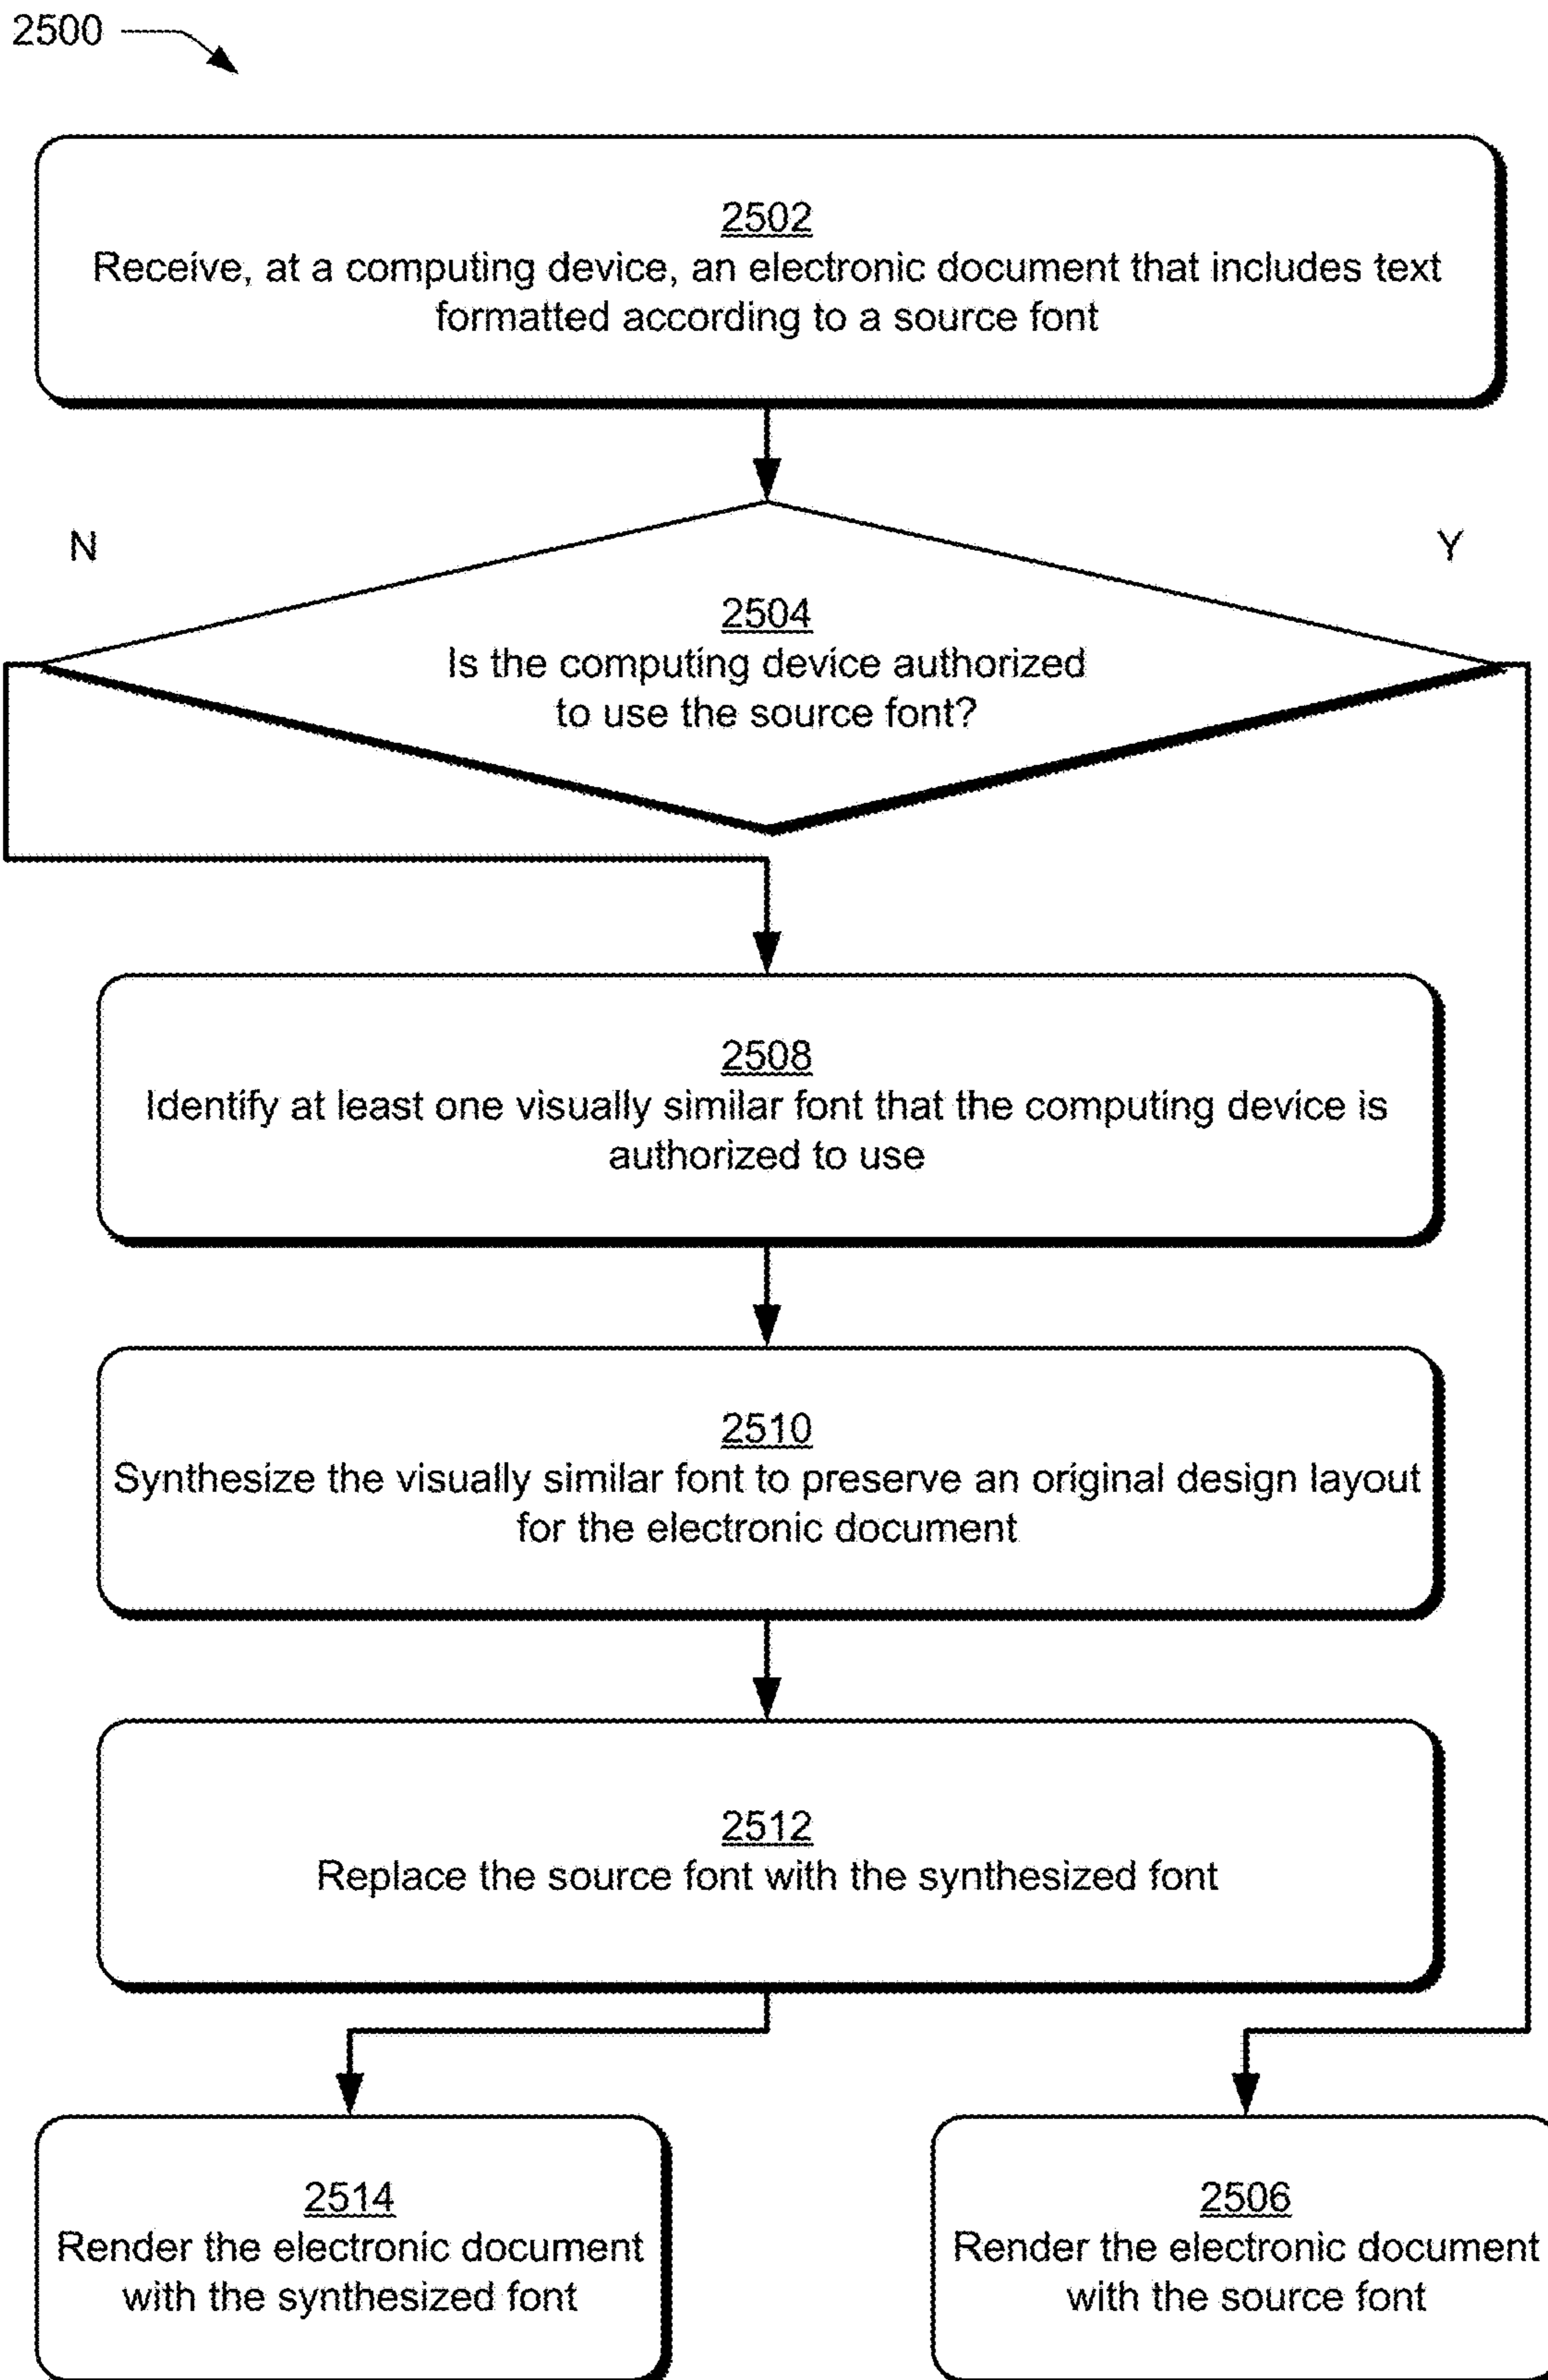 2500
2502
Receive, at a computing device, an electronic document that includes text
formatted according to a source font
N
Y
2504
Is the computing device authorized
to use the source font?
2508
Identify at least one visually similar font that the computing device is
authorized to use
2510
Synthesize the visually similar font to preserve an original design layout
for the electronic document
2512
Replace the source font with the synthesized font
2514
Render the electronic document
with the synthesized font
2506
Render the electronic document
with the source font